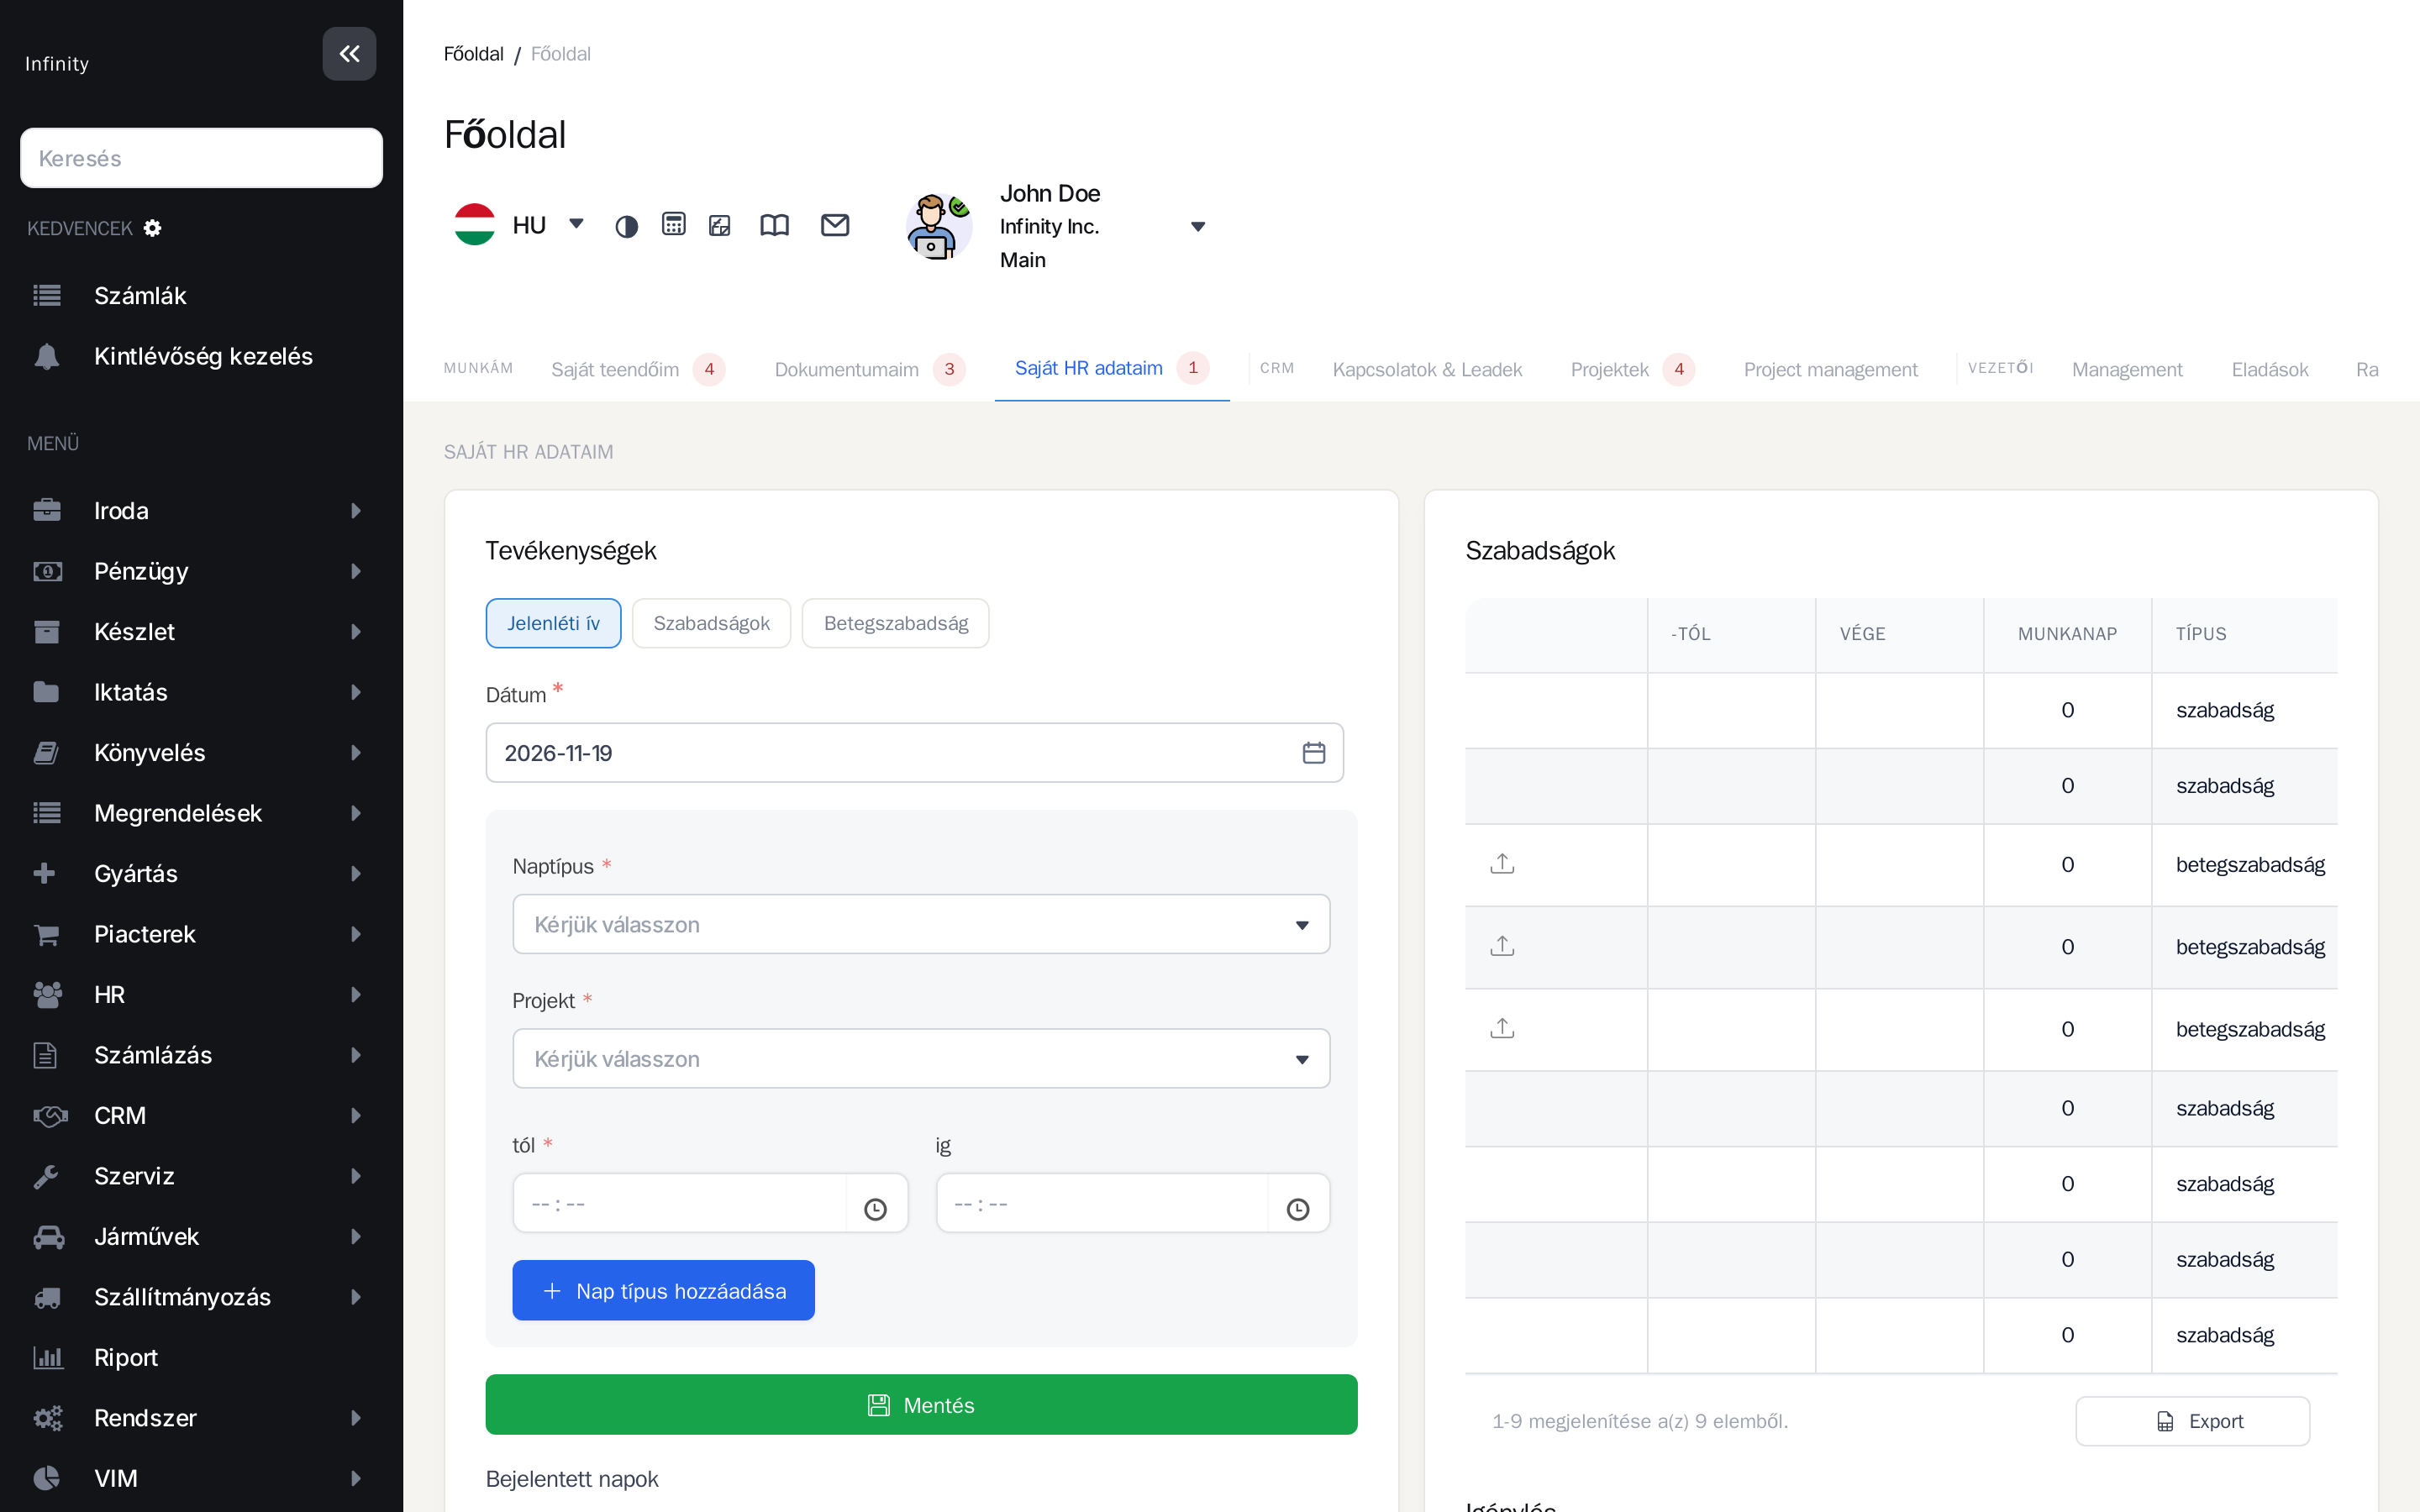 Infinity
Keresés
KEDVENCEK
Számlák
Kintlévőség kezelés
MENÜ
Iroda
Pénzügy
Készlet
Iktatás
Könyvelés
Megrendelések
Gyártás
Piacterek
HR
Számlázás
CRM
Szerviz
Járművek
Szállítmányozás
Riport
Rendszer
VIM
Főoldal / Főoldal
Főoldal
HU
John Doe
Infinity Inc.
Main
MUNKÁM Saját teendőim 4 Dokumentumaim 3 Saját HR adataim 1 CRM Kapcsolatok & Leadek Projektek 4 Project management VEZETŐI Management Eladások Ra
SAJÁT HR ADATAIM
Tevékenységek
Jelenléti ív Szabadságok Betegszabadság
Dátum *
2026-11-19
Naptípus *
Kérjük válasszon
Projekt *
Kérjük válasszon
tól * ig
-- : -- -- : --
Nap típus hozzáadása
Mentés
Bejelentett napok
Szabadságok
-TÓL VÉGE MUNKANAP TÍPUS
0 szabadság
0 szabadság
0 betegszabadság
0 betegszabadság
0 betegszabadság
0 szabadság
0 szabadság
0 szabadság
0 szabadság
1-9 megjelenítése a(z) 9 elemből.
Export
Igénylés